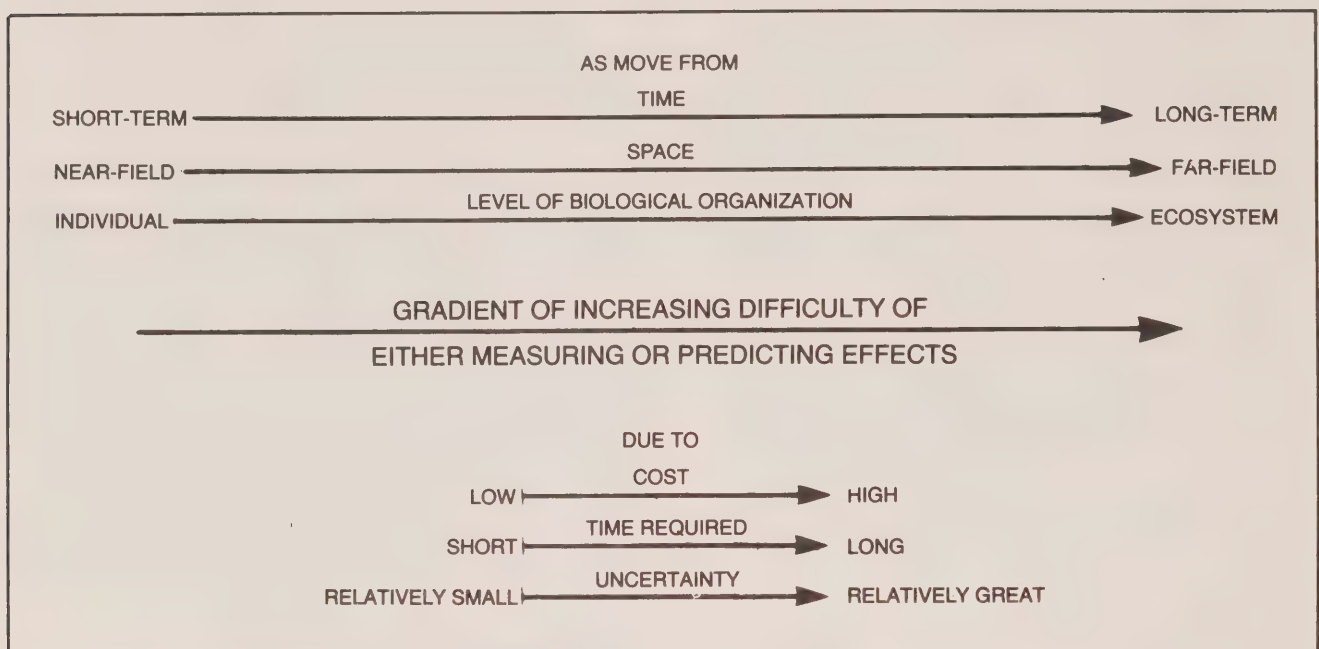 AS MOVE FROM
TIME
SHORT-TERM LONG-TERM
SPACE
NEAR-FIELD FAR-FIELD
LEVEL OF BIOLOGICAL ORGANIZATION
INDIVIDUAL ECOSYSTEM
GRADIENT OF INCREASING DIFFICULTY OF
EITHER MEASURING OR PREDICTING EFFECTS
DUE TO
COST
LOW HIGH
TIME REQUIRED
SHORT LONG
UNCERTAINTY
RELATIVELY SMALL RELATIVELY GREAT